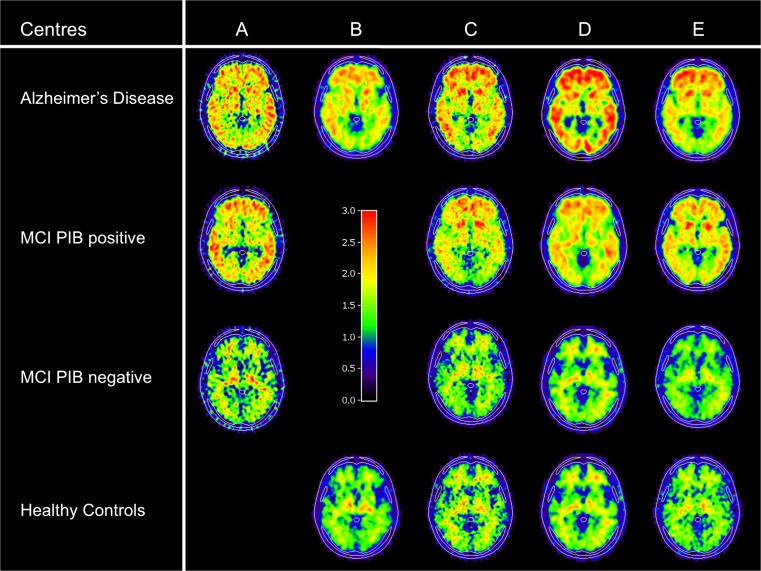 Centres A B C D E
Alzheimer's Disease
MCI PIB positive
3.0
2.5
2.0
1.5
1.0
0.5
0.0
MCI PIB negative
Healthy Controls